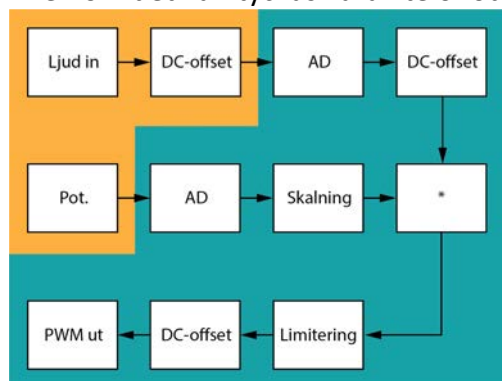 Ljud in
DC-offset
AD
DC-offset
Pot.
AD
Skalning
*
PWM ut
DC-offset
Limitering